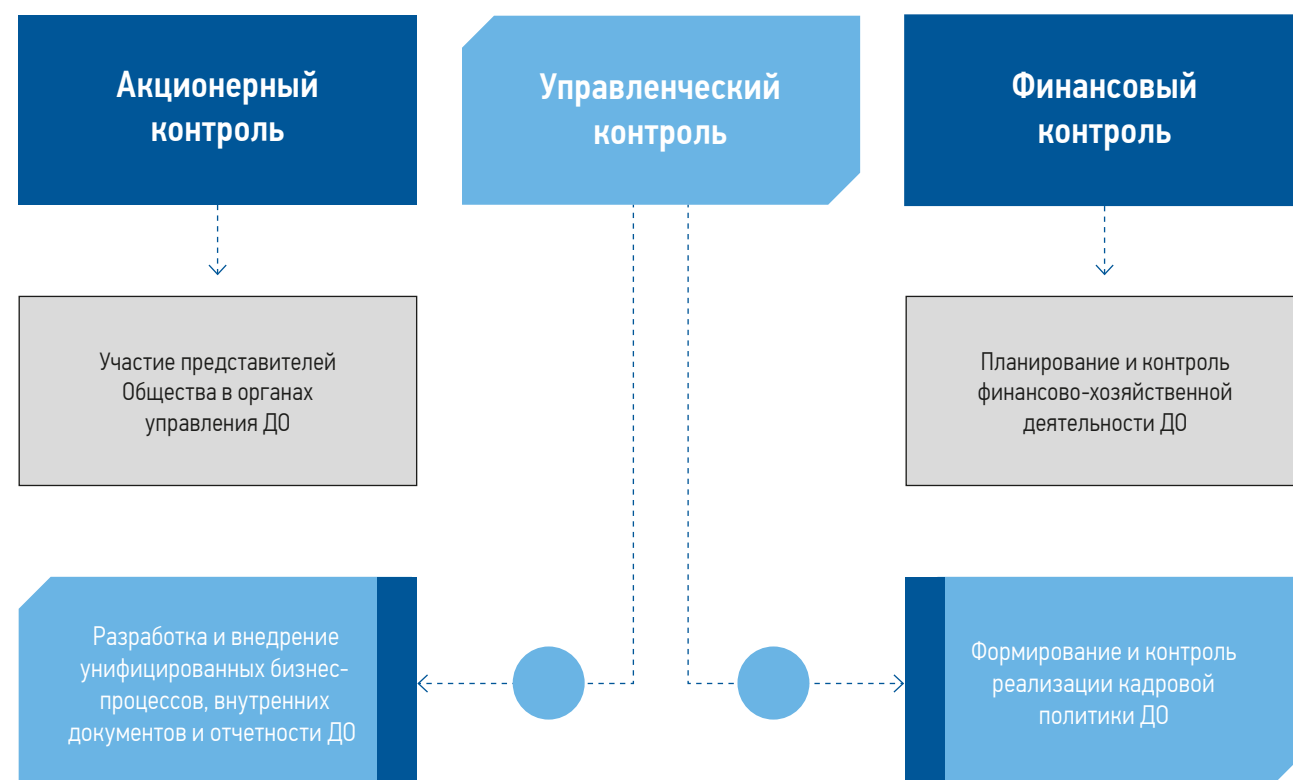 Акционерный
контроль
Управленческий
контроль
Финансовый
контроль
Участие представителей
Общества в органах
управления ДО
Планирование и контроль
финансово-хозяйственной
деятельности ДО
Разработка и внедрение
унифицированных бизнес-
процессов, внутренних
документов и отчетности ДО
Формирование и контроль
реализации кадровой
политики ДО